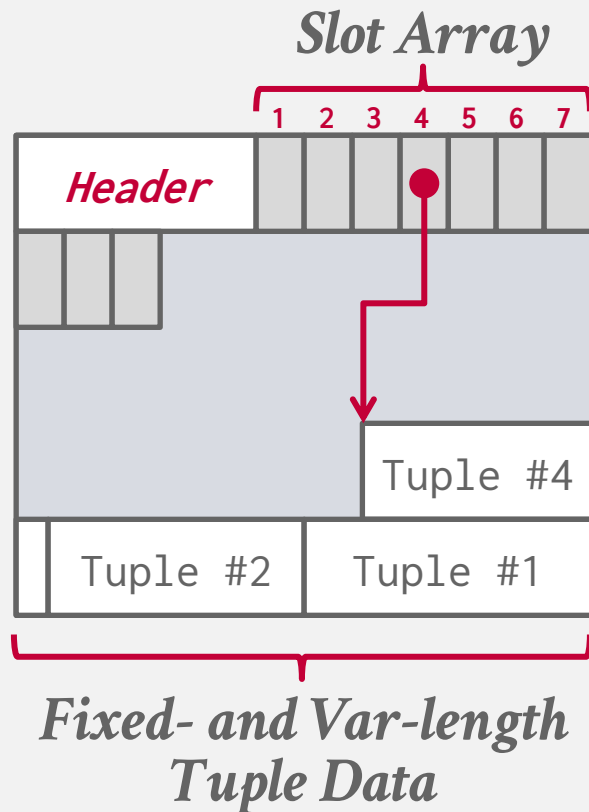 Slot Array
1 2 3 4 5 6 7
Header
Tuple #4
Tuple #2 Tuple #1
Fixed- and Var-length
Tuple Data